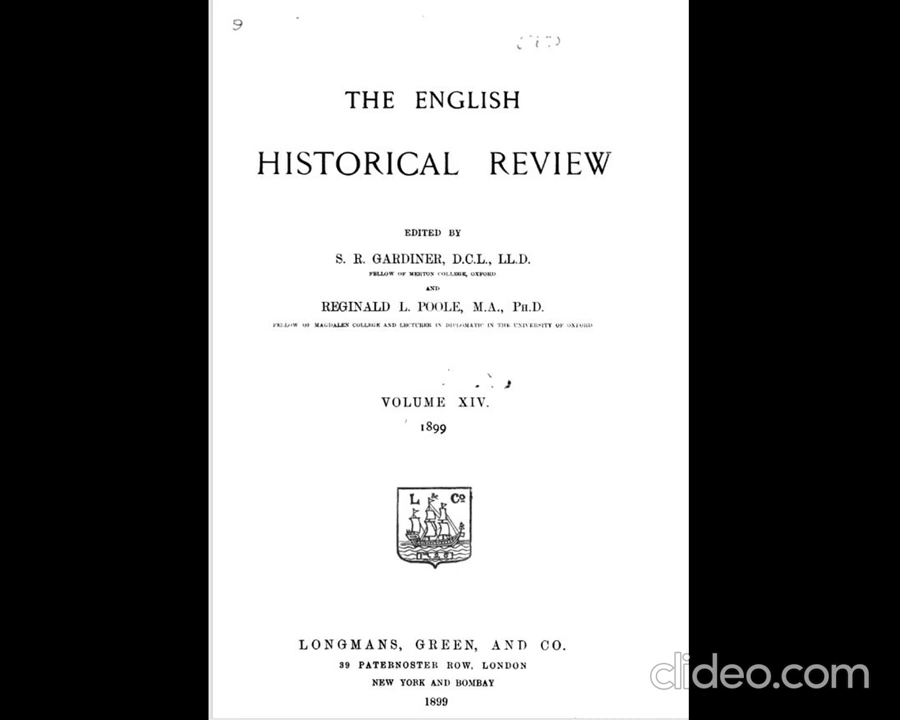 9
THE ENGLISH
HISTORICAL REVIEW
EDITED BY
S. R. GARDINER, D.C.L., LL.D.
FELLOW OF MERTON COLLEGE, OXFORD
AND
REGINALD L. POOLE, M.A., PH.D.
FELLOW OF MAGDALEN COLLEGE AND LECTURER IN DIPLOMATIC IN THE UNIVERSITY OF OXFORD
VOLUME XIV.
1899
L Co
LONGMANS, GREEN, AND CO.
39 PATERNOSTER ROW, LONDON
NEW YORK AND BOMBAY
1899
clideo.com